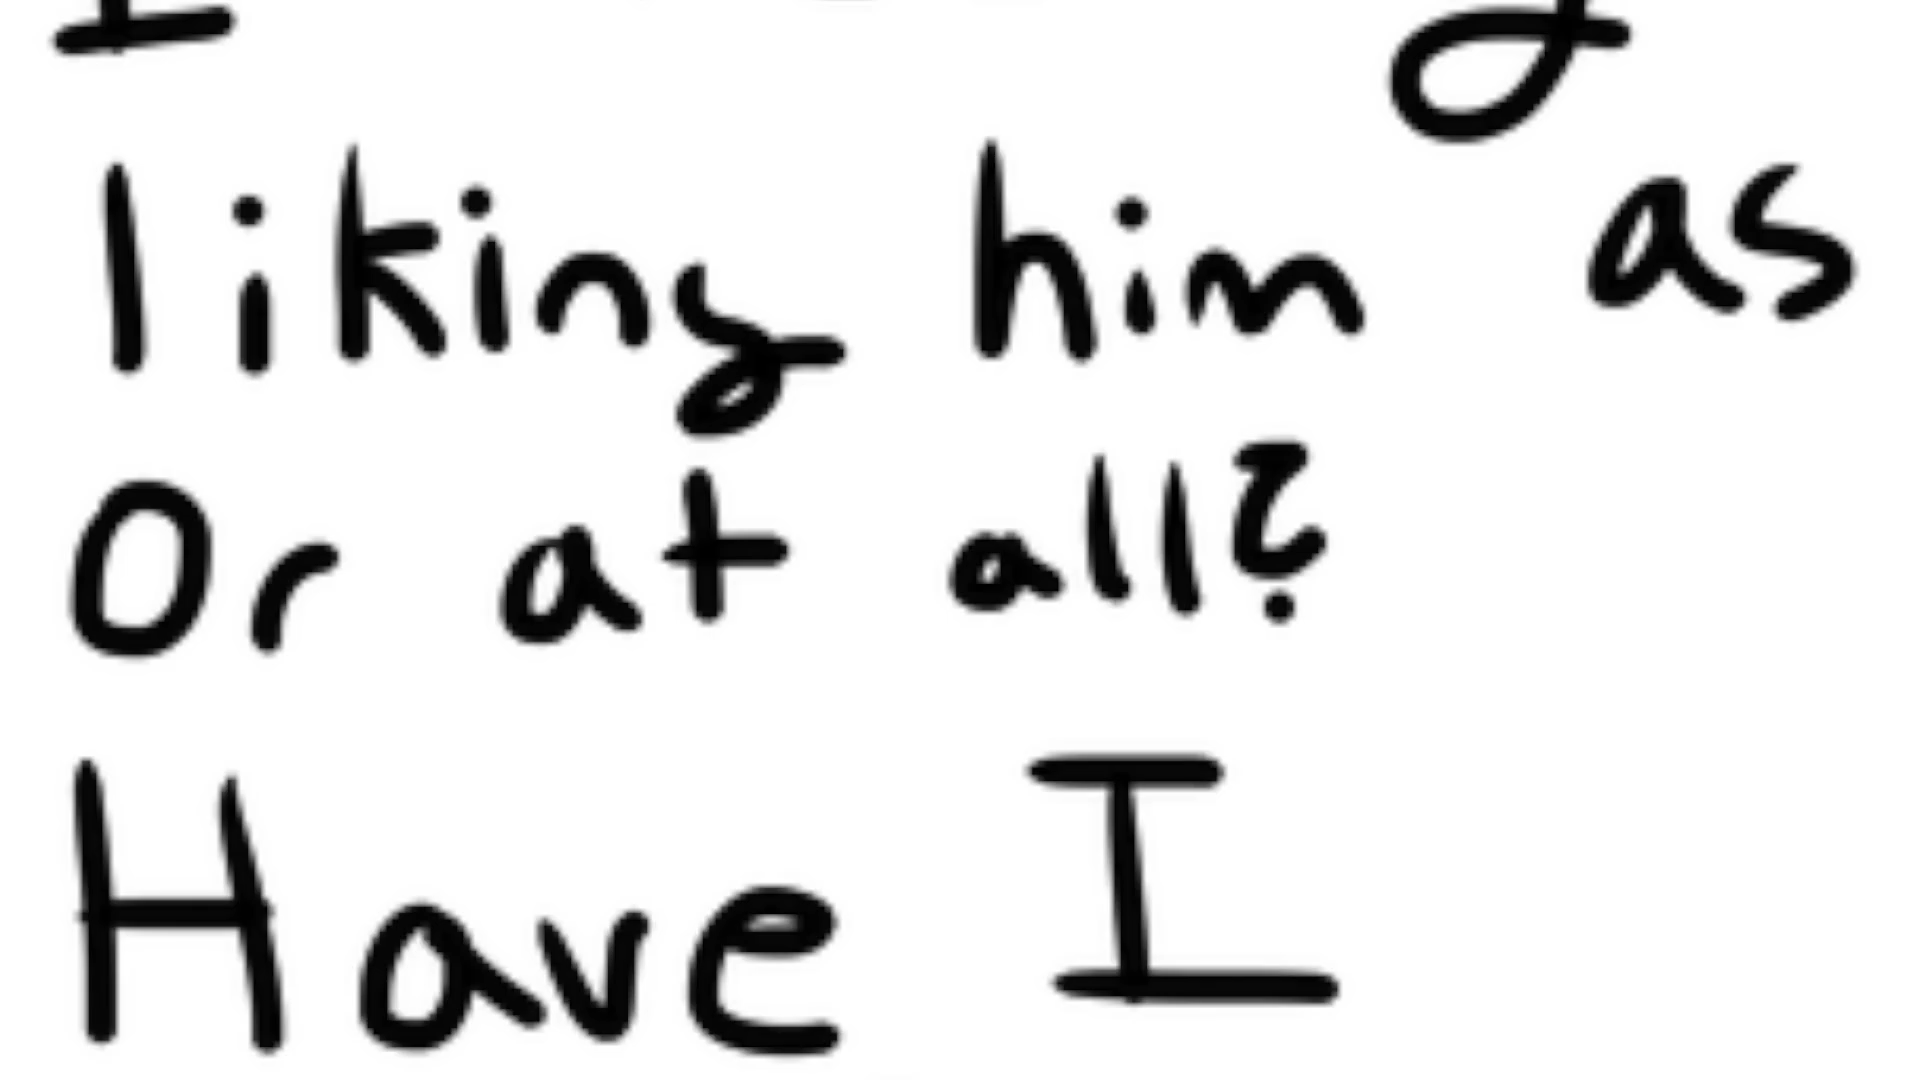 liking him as
Or at all?
Have I